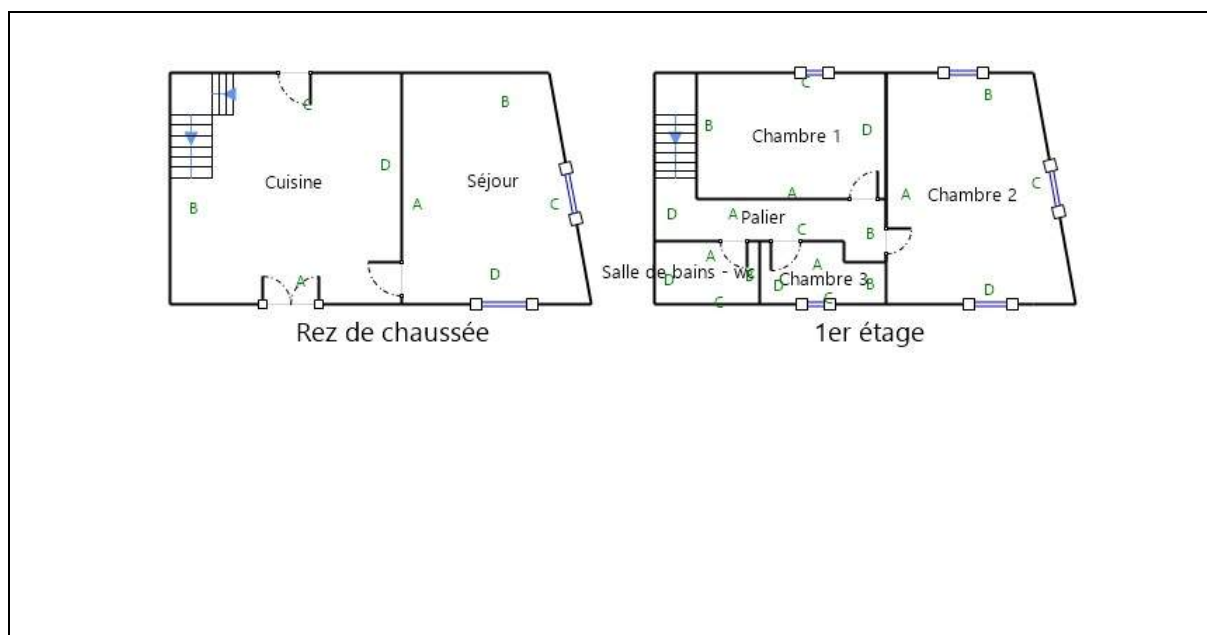 C
B
D
Cuisine
B
A
B
Séjour
A
C
D
Rez de chaussée
C
B
Chambre 1
D
A
B
A
Chambre 2
C
D
A
Palier
D
C
B
A
Salle de bains - wc
D
B
C
A
Chambre 3
D
B
C
D
1er étage